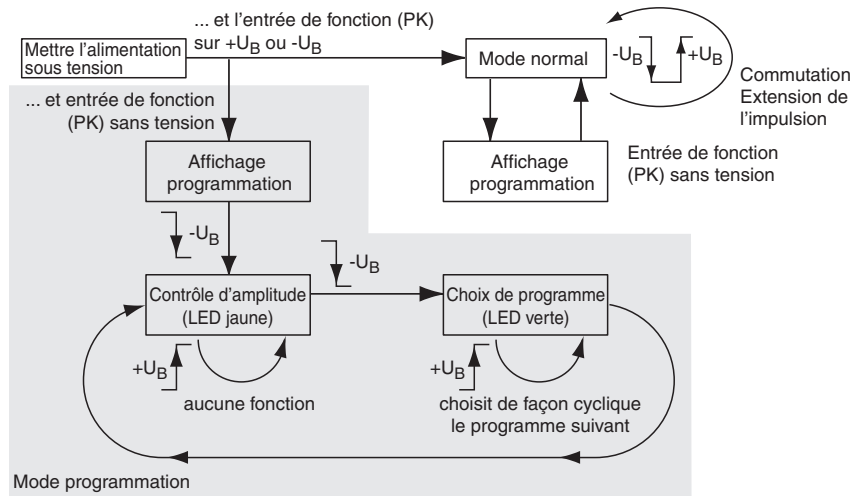 ... et l'entrée de fonction (PK)
sur +UB ou -UB
Mettre l'alimentation
sous tension
Mode normal
-UB
+UB
Commutation
Extension de
l'impulsion
... et entrée de fonction
(PK) sans tension
Affichage
programmation
Affichage
programmation
Entrée de fonction
(PK) sans tension
-UB
-UB
Contrôle d'amplitude
(LED jaune)
Choix de programme
(LED verte)
+UB
aucune fonction
+UB
choisit de façon cyclique
le programme suivant
Mode programmation